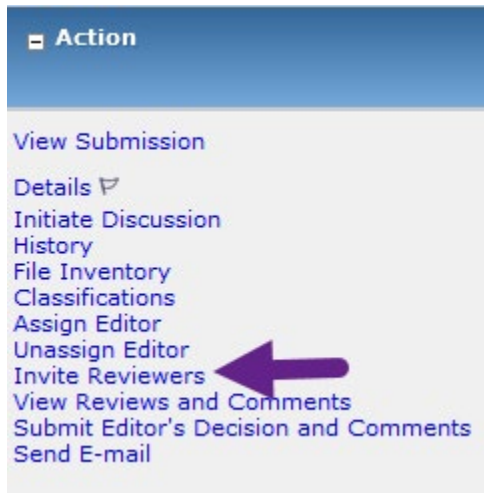 Action
View Submission
Details
Initiate Discussion
History
File Inventory
Classifications
Assign Editor
Unassign Editor
Invite Reviewers
View Reviews and Comments
Submit Editor's Decision and Comments
Send E-mail